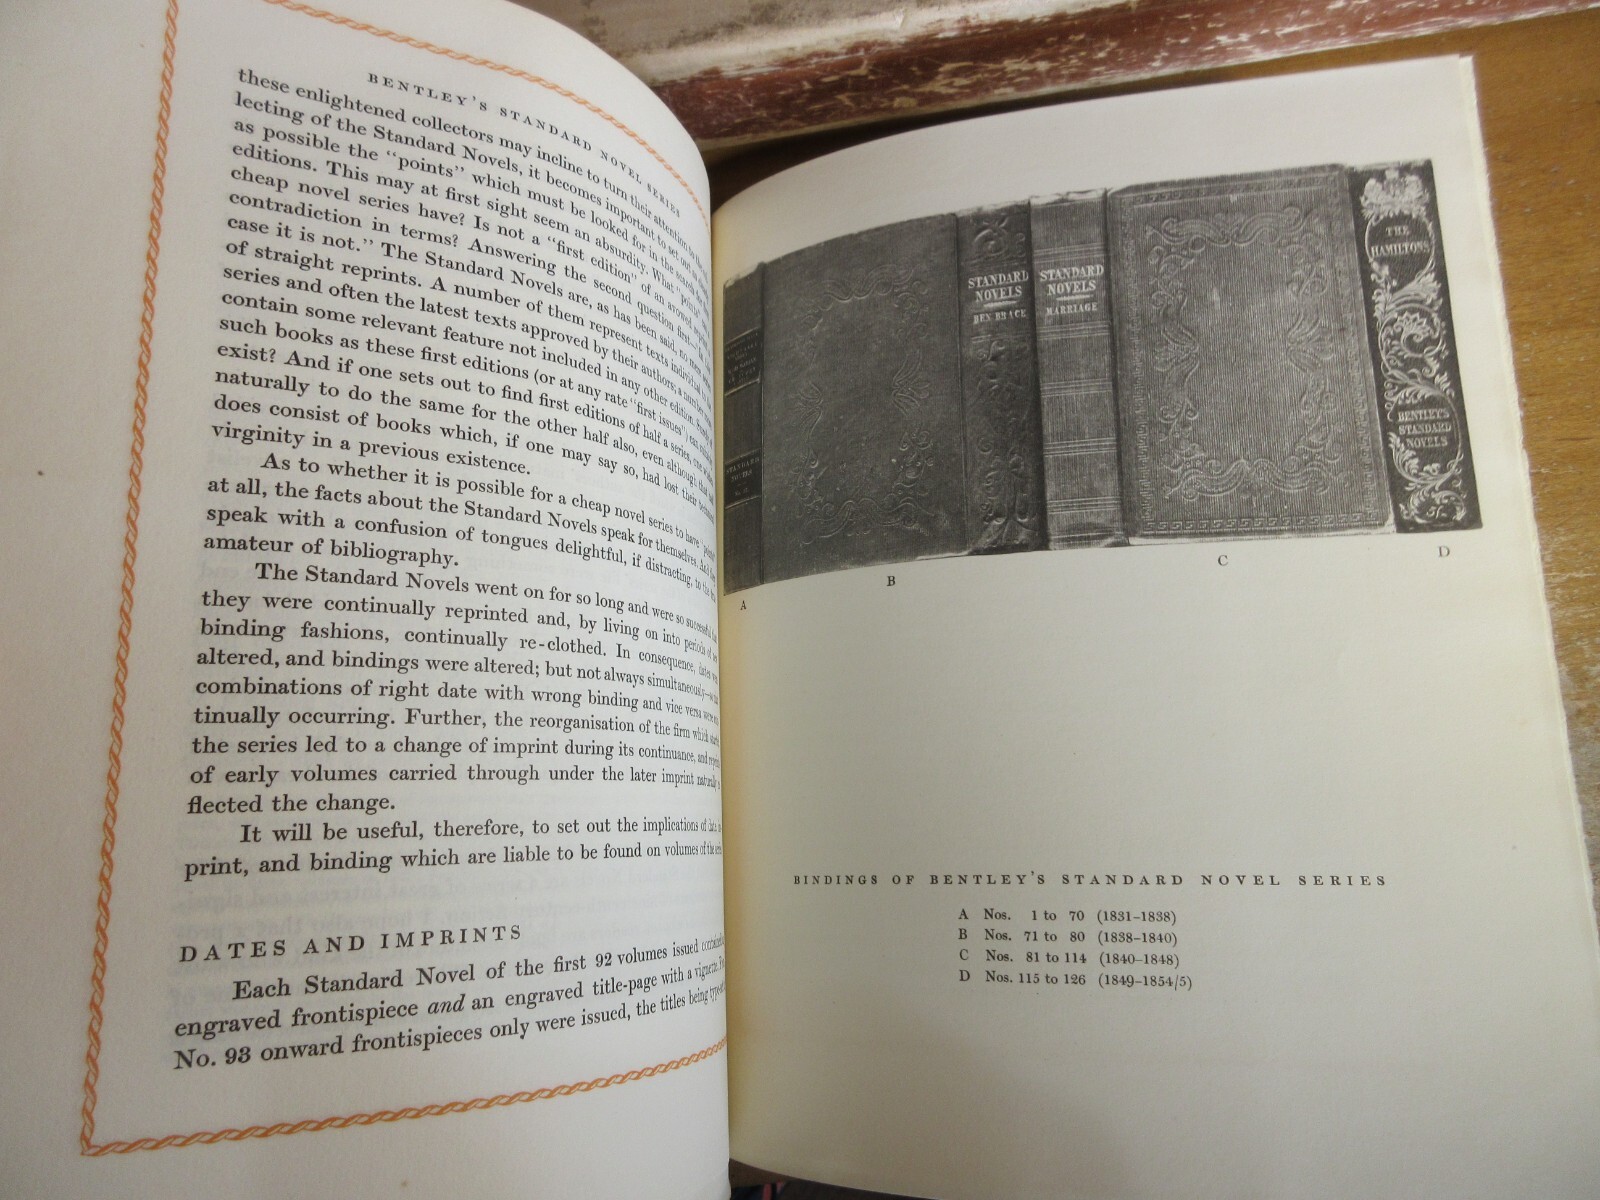 BENTLEY'S STANDARD NOVEL SERIES
these enlightened collectors may incline to turn their attention
lecting of the Standard Novels, it becomes important to set out
as possible the "points" which must be looked for in the
editions. This may at first sight seem an absurdity. What "points"
cheap novel series have? Is not a "first edition" of an avowed
contradiction in terms? Answering the second question first—
case it is not." The Standard Novels are, as has been said, no mere
of straight reprints. A number of them represent texts
series and often the latest texts approved by their authors; a
contain some relevant feature not included in any other edition.
such books as these first editions (or at any rate "first issues")
exist? And if one sets out to find first editions of half a series, one
naturally to do the same for the other half also, even although that
does consist of books which, if one may say so, had lost their
virginity in a previous existence.
As to whether it is possible for a cheap novel series to have "points"
at all, the facts about the Standard Novels speak for themselves. And they
speak with a confusion of tongues delightful, if distracting, to the
amateur of bibliography.
The Standard Novels went on for so long and were so successful
they were continually reprinted and, by living on into periods of
binding fashions, continually re-clothed. In consequence,
altered, and bindings were altered; but not always simultaneously—
combinations of right date with wrong binding and vice versa were
tinually occurring. Further, the reorganisation of the firm which
the series led to a change of imprint during its continuance, and
of early volumes carried through under the later imprint naturally
flected the change.
It will be useful, therefore, to set out the implications of
print, and binding which are liable to be found on volumes of the
DATES AND IMPRINTS
Each Standard Novel of the first 92 volumes issued
engraved frontispiece and an engraved title-page with a vignette.
No. 93 onward frontispieces only were issued, the titles being
STANDARD
NOVELS
STANDARD
NOVELS
BEN BRACE
STANDARD
NOVELS
MARRIAGE
THE
HAMILTONS
BENTLEY'S
STANDARD
NOVELS
5/-
A
B
C
D
BINDINGS OF BENTLEY'S STANDARD NOVEL SERIES
A Nos. 1 to 70 (1831–1838)
B Nos. 71 to 80 (1838–1840)
C Nos. 81 to 114 (1840–1848)
D Nos. 115 to 126 (1849–1854/5)